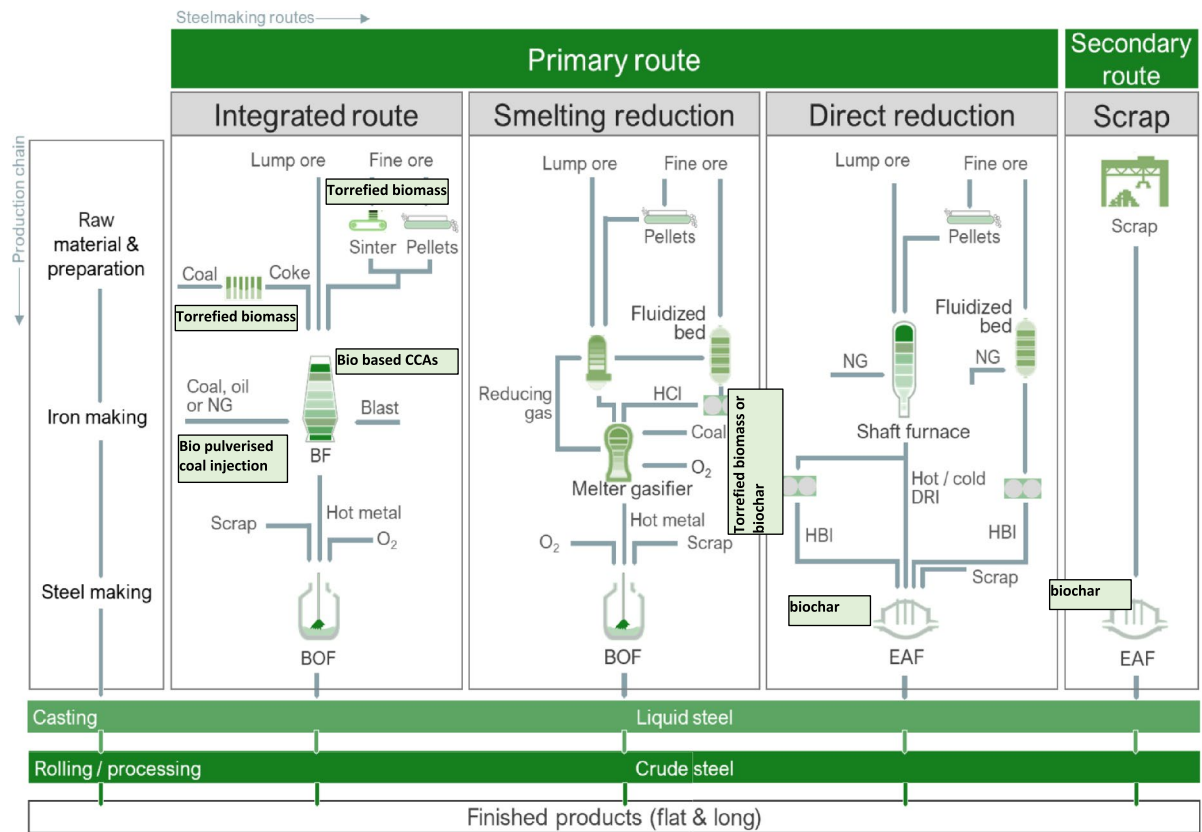 Steelmaking routes
Primary route
Secondary
route
Integrated route
Smelting reduction
Direct reduction
Scrap
Production chain
Raw
material &
preparation
Iron making
Steel making
Lump ore
Fine ore
Torrefied biomass
Sinter
Pellets
Coal
Coke
Torrefied biomass
Bio based CCAs
Coal, oil
or NG
Blast
Bio pulverised
coal injection
BF
Scrap
Hot metal
O2
BOF
Lump ore
Fine ore
Pellets
Fluidized
bed
Reducing
gas
HCI
Coal
O2
Melter gasifier
Torrefied biomass or
biochar
Hot metal
O2
Scrap
BOF
Lump ore
Fine ore
Pellets
Fluidized
bed
NG
NG
Shaft furnace
Hot / cold
DRI
HBI
HBI
Scrap
biochar
EAF
Scrap
biochar
EAF
Casting
Liquid steel
Rolling / processing
Crude steel
Finished products (flat & long)